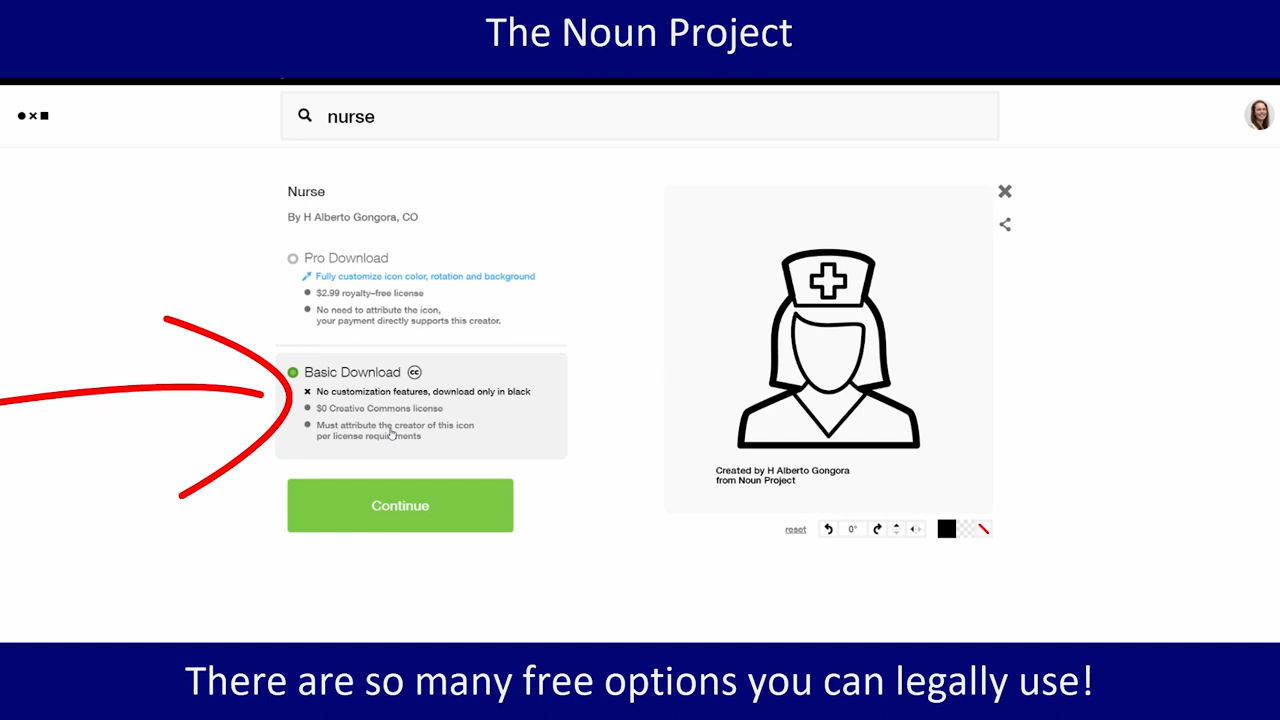 The Noun Project
nurse
Nurse
By H Alberto Gongora, CO
Pro Download
Fully customize icon color, rotation and background
$2.99 royalty–free license
No need to attribute the icon,
your payment directly supports this creator.
Basic Download cc
No customization features, download only in black
$0 Creative Commons license
Must attribute the creator of this icon
per license requirements
Continue
Created by H Alberto Gongora
from Noun Project
reset
0°
There are so many free options you can legally use!